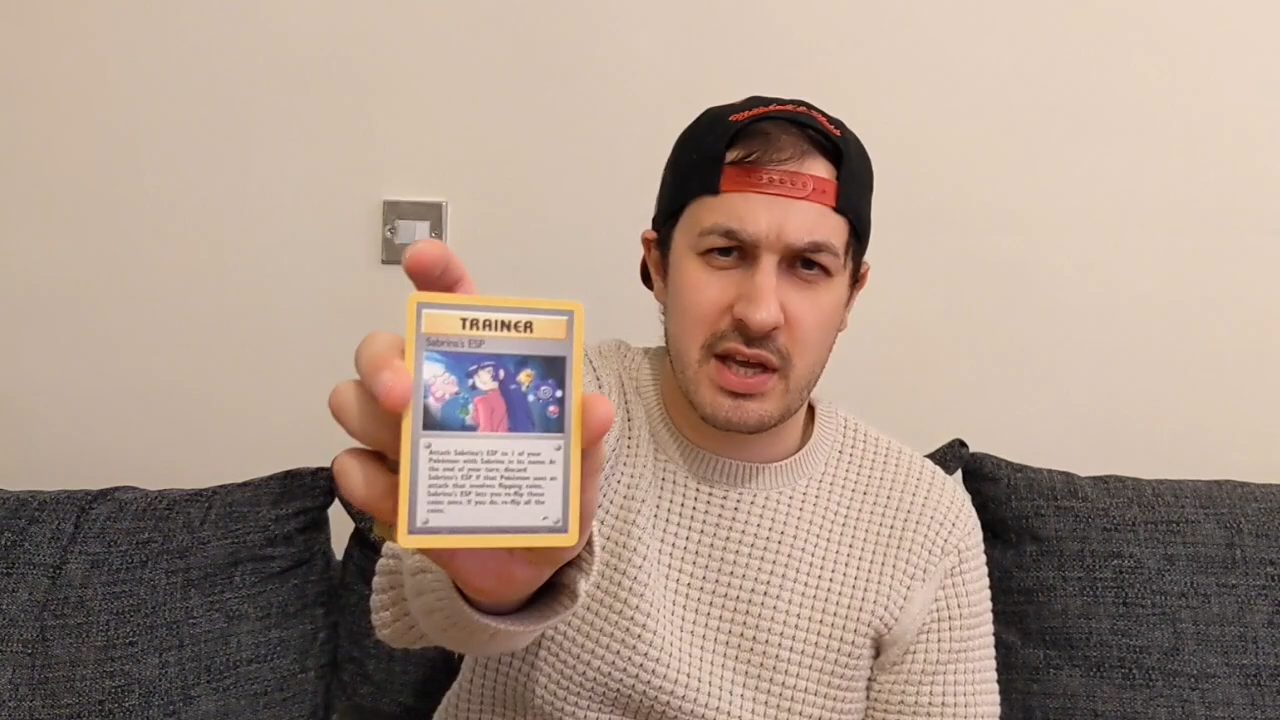 Mitchell & Ness
TRAINER
Sabrina's ESP
Attach Sabrina's ESP to 1 of your
Pokémon with Sabrina in its name. At
the end of your turn, discard
Sabrina's ESP. If that Pokémon uses an
attack that involves flipping coins,
Sabrina's ESP lets you re-flip those
coins once. If you do, re-flip all the
coins.